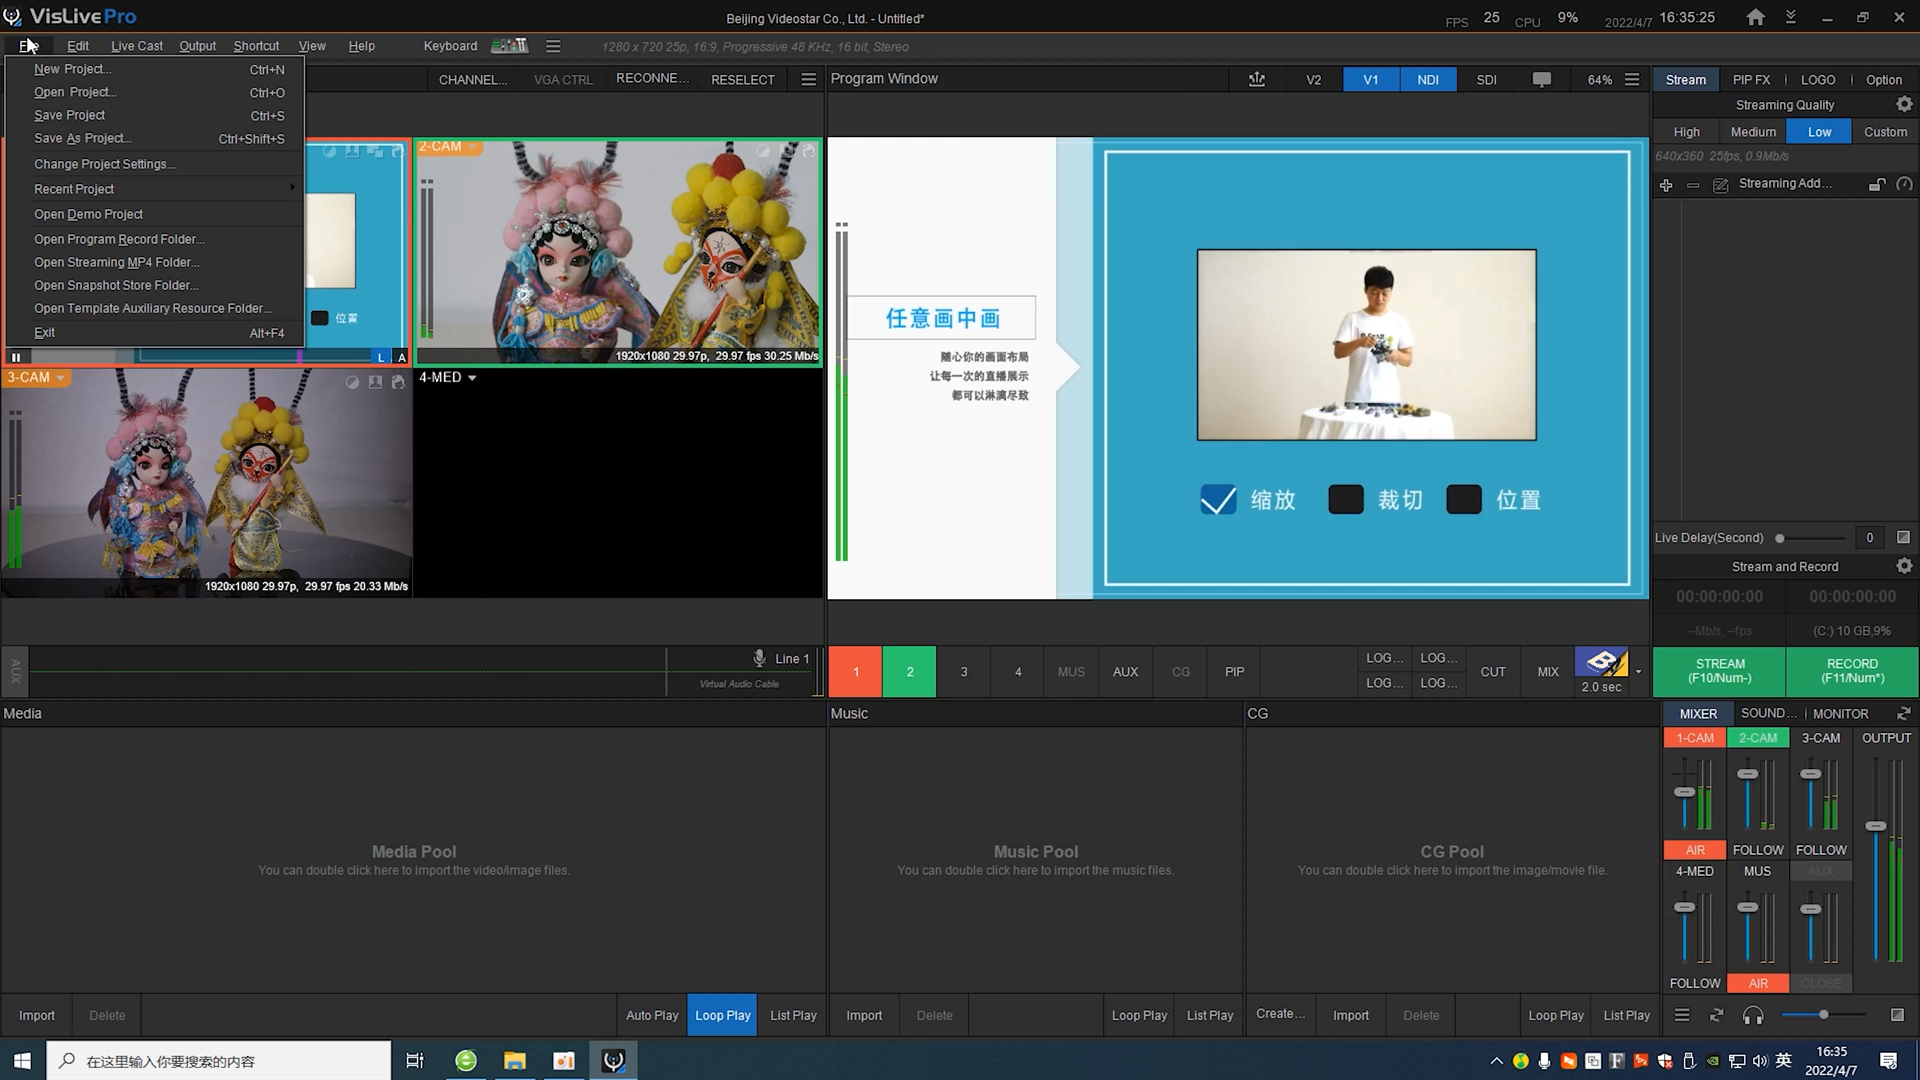 VisLivePro
Beijing Videostar Co., Ltd. - Untitled*
FPS 25 CPU 9% 2022/4/7 16:35:25
Edit Live Cast Output Shortcut View Help Keyboard
1280 x 720 25p, 16:9, Progressive 48 KHz, 16 bit, Stereo
New Project... Ctrl+N
Open Project... Ctrl+O
Save Project Ctrl+S
Save As Project... Ctrl+Shift+S
Change Project Settings...
Recent Project
Open Demo Project
Open Program Record Folder...
Open Streaming MP4 Folder...
Open Snapshot Store Folder...
Open Template Auxiliary Resource Folder...
Exit Alt+F4
CHANNEL... VGA CTRL RECONNE... RESELECT
位置
L A
2-CAM
1920x1080 29.97p, 29.97 fps 30.25 Mb/s
3-CAM
1920x1080 29.97p, 29.97 fps 20.33 Mb/s
4-MED
Program Window V2 V1 NDI SDI 64%
任意画中画
随心你的画面布局
让每一次的直播展示
都可以淋漓尽致
缩放 裁切 位置
Stream PIP FX LOGO Option
Streaming Quality
High Medium Low Custom
640x360 25fps, 0.9Mb/s
Streaming Add...
Live Delay(Second) 0
Stream and Record
00:00:00:00 00:00:00:00
--Mb/s, --fps (C:) 10 GB,9%
STREAM
(F10/Num-)
RECORD
(F11/Num*)
AUX
Line 1
Virtual Audio Cable
1 2 3 4 MUS AUX CG PIP
LOG... LOG...
LOG... LOG...
CUT MIX
2.0 sec
Media
Media Pool
You can double click here to import the video/image files.
Import Delete Auto Play Loop Play List Play
Music
Music Pool
You can double click here to import the music files.
Import Delete Loop Play List Play
CG
CG Pool
You can double click here to import the image/movie file.
Create... Import Delete Loop Play List Play
MIXER SOUND... MONITOR
1-CAM 2-CAM 3-CAM OUTPUT
AIR FOLLOW FOLLOW
4-MED MUS AUX
FOLLOW AIR CLOSE
在这里输入你要搜索的内容
英
16:35
2022/4/7